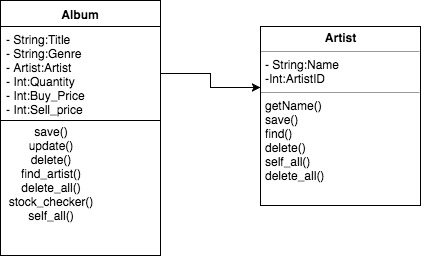 Album
- String:Title
- String:Genre
- Artist:Artist
- Int:Quantity
- Int:Buy_Price
- Int:Sell_price
save()
update()
delete()
find_artist()
delete_all()
stock_checker()
self_all()
Artist
- String:Name
-Int:ArtistID
getName()
save()
find()
delete()
self_all()
delete_all()